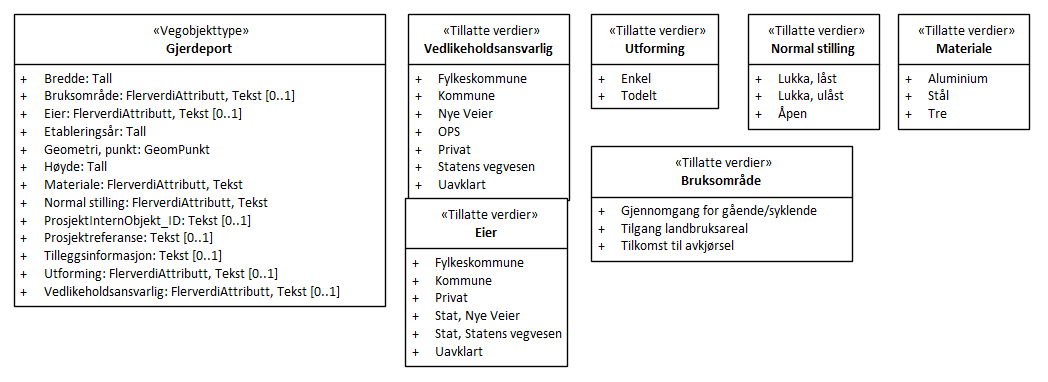 «Vegobjekttype»
Gjerdeport
+ Bredde: Tall
+ Bruksområde: FlerverdiAttributt, Tekst [0..1]
+ Eier: FlerverdiAttributt, Tekst [0..1]
+ Etableringsår: Tall
+ Geometri, punkt: GeomPunkt
+ Høyde: Tall
+ Materiale: FlerverdiAttributt, Tekst
+ Normal stilling: FlerverdiAttributt, Tekst
+ ProsjektInternObjekt_ID: Tekst [0..1]
+ Prosjektreferanse: Tekst [0..1]
+ Tilleggsinformasjon: Tekst [0..1]
+ Utforming: FlerverdiAttributt, Tekst [0..1]
+ Vedlikeholdsansvarlig: FlerverdiAttributt, Tekst [0..1]
«Tillatte verdier»
Vedlikeholdsansvarlig
+ Fylkeskommune
+ Kommune
+ Nye Veier
+ OPS
+ Privat
+ Statens vegvesen
+ Uavklart
«Tillatte verdier»
Eier
+ Fylkeskommune
+ Kommune
+ Privat
+ Stat, Nye Veier
+ Stat, Statens vegvesen
+ Uavklart
«Tillatte verdier»
Utforming
+ Enkel
+ Todelt
«Tillatte verdier»
Normal stilling
+ Lukka, låst
+ Lukka, ulåst
+ Åpen
«Tillatte verdier»
Materiale
+ Aluminium
+ Stål
+ Tre
«Tillatte verdier»
Bruksområde
+ Gjennomgang for gående/syklende
+ Tilgang landbruksareal
+ Tilkomst til avkjørsel